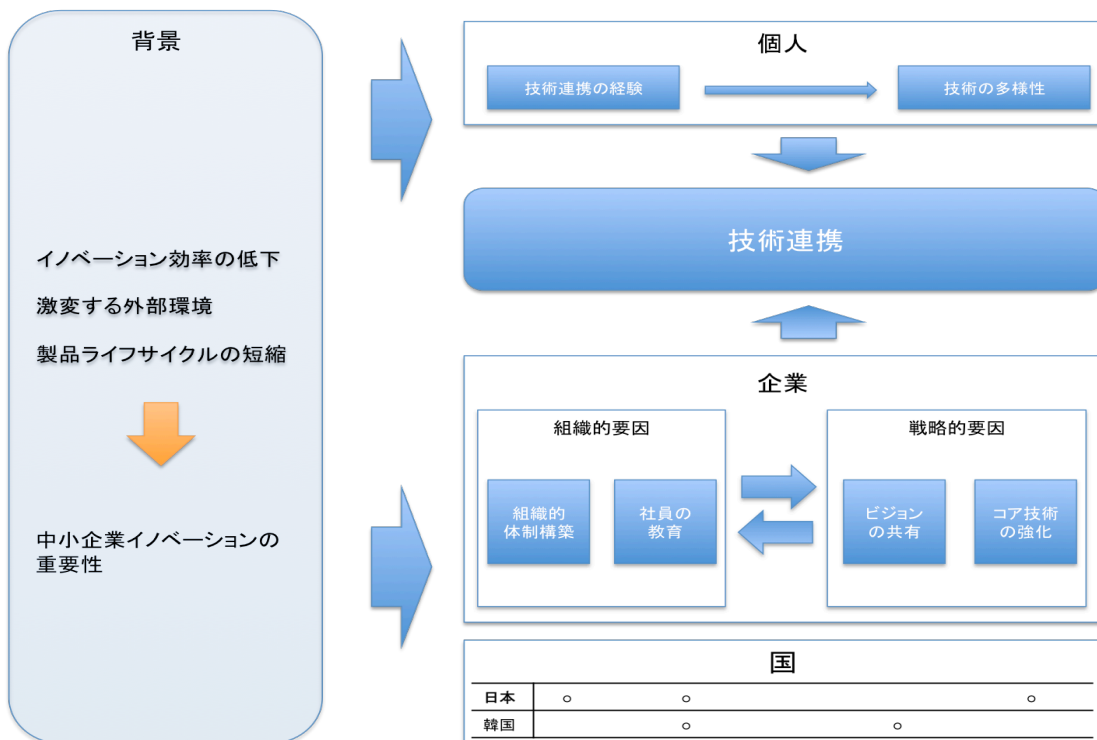 背景
イノベーション効率の低下
激変する外部環境
製品ライフサイクルの短縮
中小企業イノベーションの
重要性
個人
技術連携の経験
技術の多様性
技術連携
企業
組織的要因
組織的
体制構築
社員の
教育
戦略的要因
ビジョン
の共有
コア技術
の強化
国
日本 ○ ○ ○
韓国 ○ ○